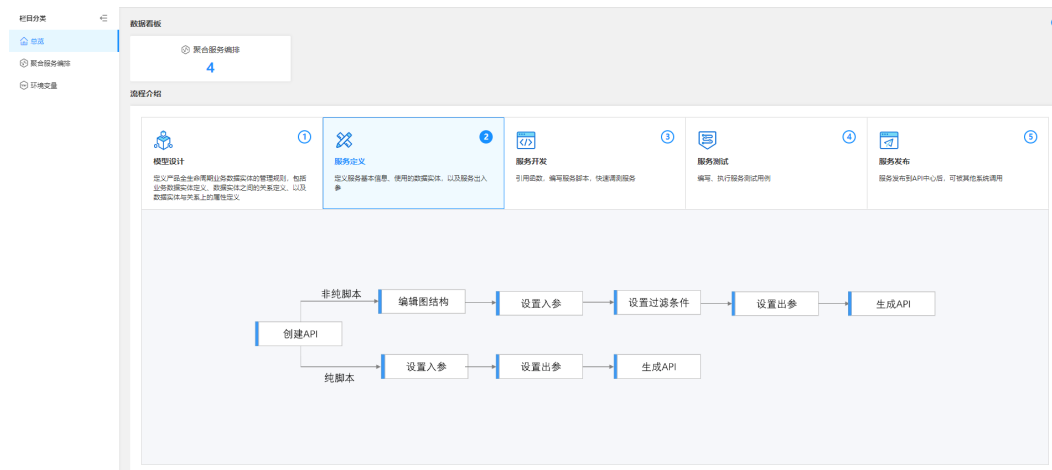 栏目分类
总览
聚合服务编排
环境变量
数据看板
聚合服务编排
4
流程介绍
1
模型设计
定义产品全生命周期业务数据实体的管理规则，包括
业务数据实体定义、数据实体之间的关系定义，以及
数据实体与关系上的属性定义
2
服务定义
定义服务基本信息、使用的数据实体，以及服务出入
参
3
服务开发
引用函数、编写服务脚本，快速请测服务
4
服务测试
编写、执行服务测试用例
5
服务发布
服务发布到API中心后，可被其他系统调用
非纯脚本
编辑图结构
设置入参
设置过滤条件
设置出参
生成API
创建API
纯脚本
设置入参
设置出参
生成API